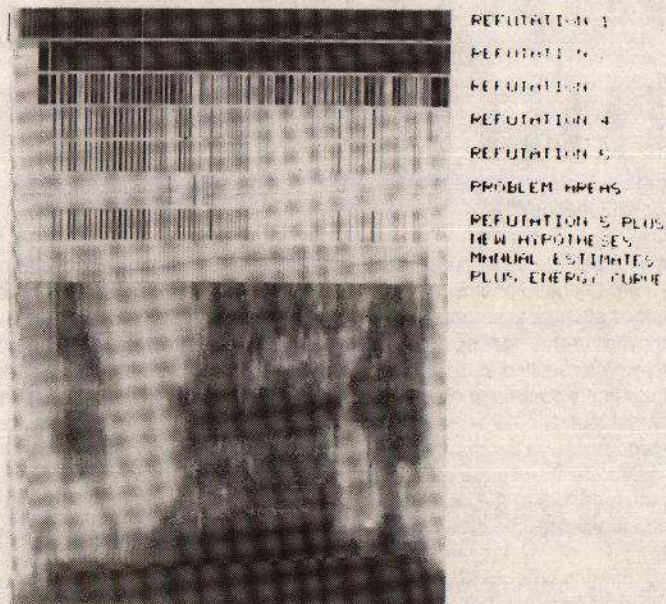 REFUTATION 1
REFUTATION
REFUTATION
REFUTATION 4
REFUTATION 5
PROBLEM AREAS
REFUTATION 5 PLUS
NEW HYPOTHESES
MANUAL ESTIMATES
PLUS ENERGY CURVE